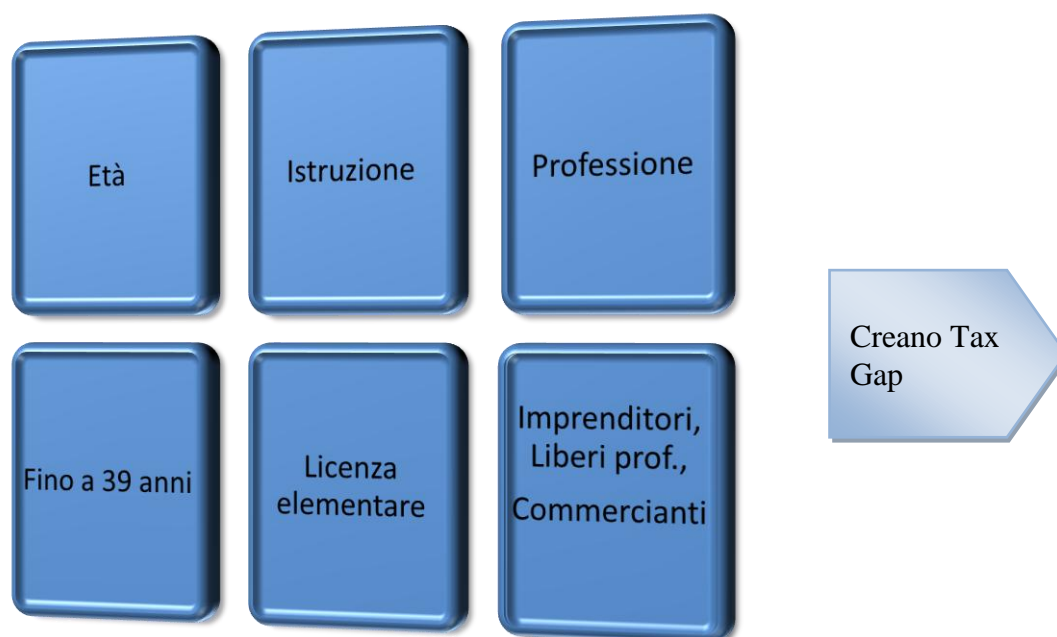 Età
Istruzione
Professione
Fino a 39 anni
Licenza
elementare
Imprenditori,
Liberi prof.,
Commercianti
Creano Tax
Gap